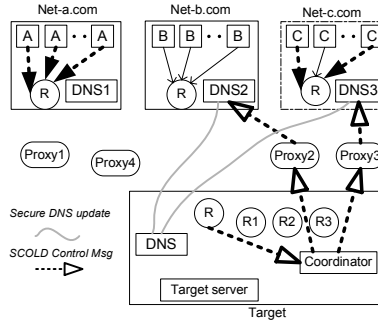 Net-a.com Net-b.com Net-c.com
A A · · A B B · · B C C · · C
R DNS1 DNS2 R DNS3
Proxy1 Proxy4 Proxy2 Proxy3
Secure DNS update
SCOLD Control Msg
R R1 R2 R3
DNS Coordinator
Target server
Target